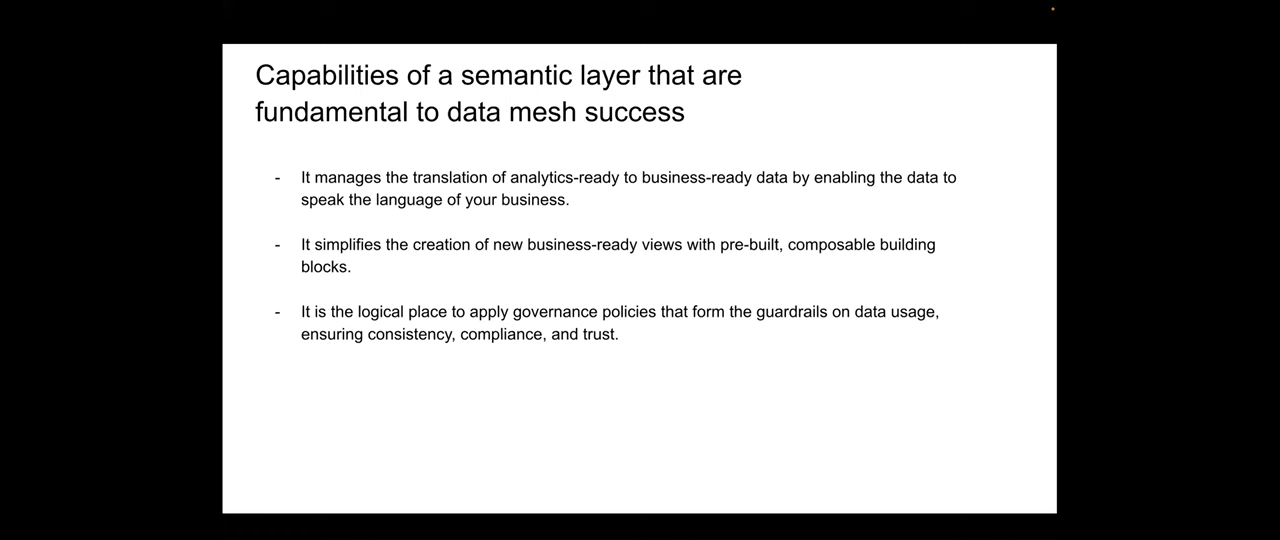 Capabilities of a semantic layer that are
fundamental to data mesh success
- It manages the translation of analytics-ready to business-ready data by enabling the data to
speak the language of your business.
- It simplifies the creation of new business-ready views with pre-built, composable building
blocks.
- It is the logical place to apply governance policies that form the guardrails on data usage,
ensuring consistency, compliance, and trust.